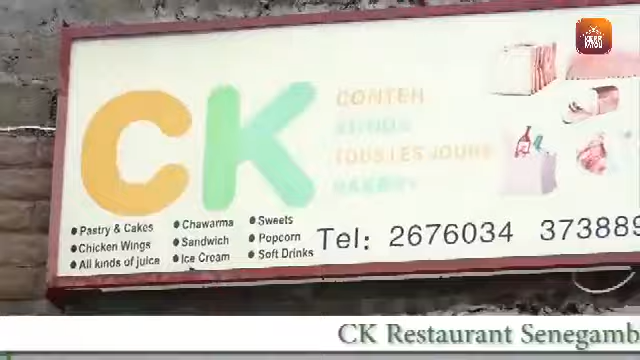 CK
CONTEH
TOUS LES JOURS
BAKERY
• Pastry & Cakes
• Chicken Wings
• All kinds of juice
• Chawarma
• Sandwich
• Ice Cream
• Sweets
• Popcorn
• Soft Drinks
Tel: 2676034 373889
CK Restaurant Senegamb